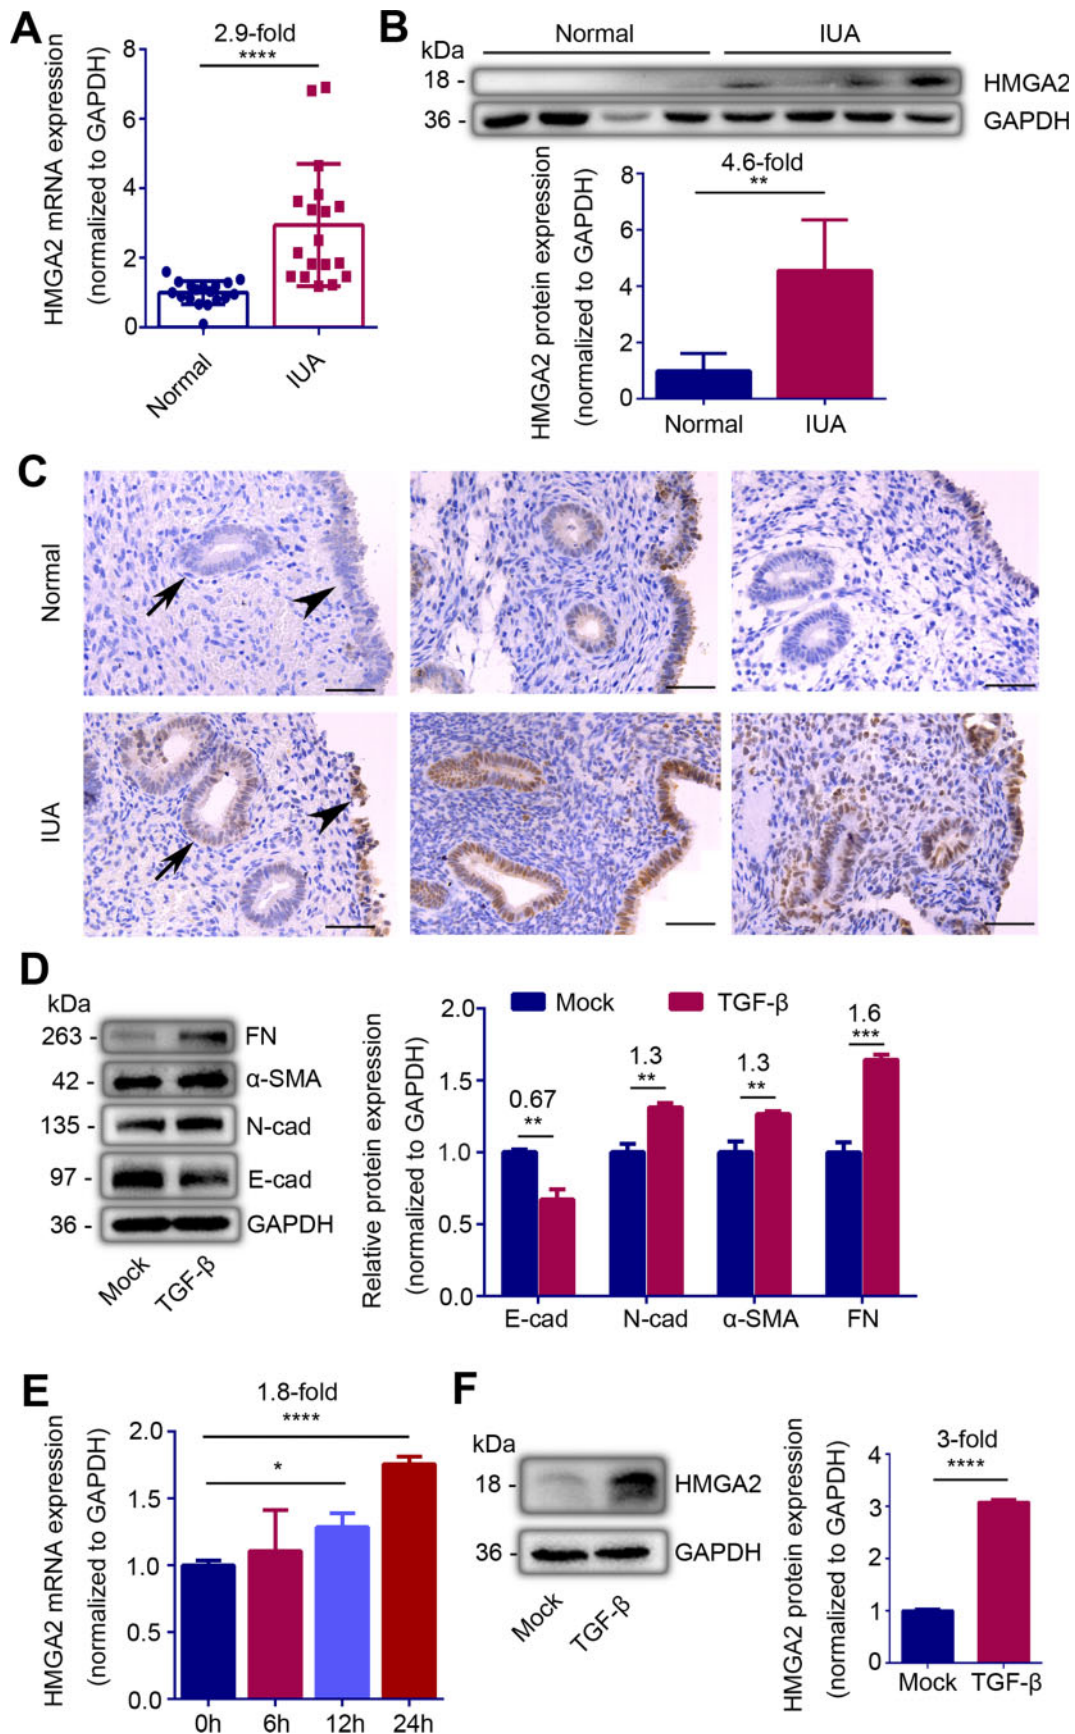 A
2.9-fold
****
HMGA2 mRNA expression
(normalized to GAPDH)
8
6
4
2
0
Normal
IUA
B
kDa
Normal
IUA
18 -
HMGA2
36 -
GAPDH
4.6-fold
**
HMGA2 protein expression
(normalized to GAPDH)
8
6
4
2
0
Normal
IUA
C
Normal
IUA
D
kDa
263 -
FN
42 -
α-SMA
135 -
N-cad
97 -
E-cad
36 -
GAPDH
Mock
TGF-β
Relative protein expression
(normalized to GAPDH)
2.0
1.5
1.0
0.5
0.0
Mock
TGF-β
0.67
**
1.3
**
1.3
**
1.6
***
E-cad
N-cad
α-SMA
FN
E
1.8-fold
****
*
HMGA2 mRNA expression
(normalized to GAPDH)
2.0
1.5
1.0
0.5
0.0
0h
6h
12h
24h
F
kDa
18 -
HMGA2
36 -
GAPDH
Mock
TGF-β
3-fold
****
HMGA2 protein expression
(normalized to GAPDH)
4
3
2
1
0
Mock
TGF-β